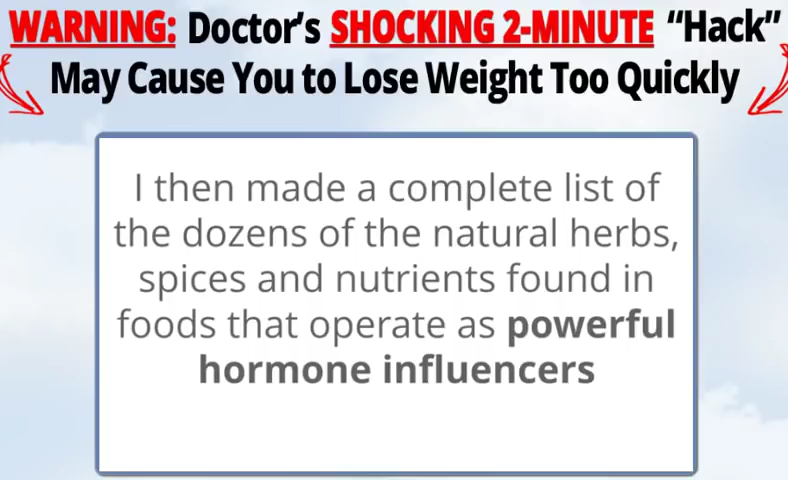 WARNING: Doctor's SHOCKING 2-MINUTE “Hack”
May Cause You to Lose Weight Too Quickly
I then made a complete list of
the dozens of the natural herbs,
spices and nutrients found in
foods that operate as powerful
hormone influencers